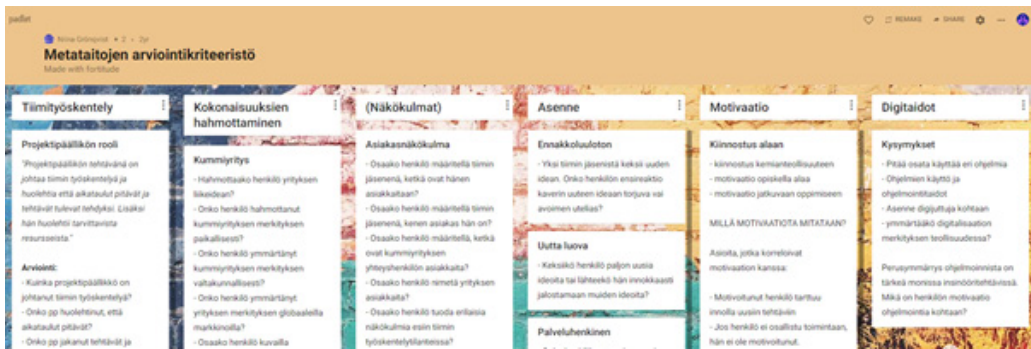 padlet
REMAKE
SHARE
Niina Grönqvist • 2 • 2yr
Metataitojen arviointikriteeristö
Made with fortitude
Tiimityöskentely
Projektipäällikön rooli
"Projektipäällikön tehtävänä on
johtaa tiimin työskentelyä ja
huolehtia että aikataulut pitävät ja
tehtävät tulevat tehdyksi. Lisäksi
hän huolehtii tarvittavista
resursseista."
Arviointi:
- Kuinka projektipäällikkö on
johtanut tiimin työskentelyä?
- Onko pp huolehtinut, että
aikataulut pitävät?
- Onko pp jakanut tehtävät ja
Kokonaisuuksien
hahmottaminen
Kummiyritys
- Hahmottaako henkilö yrityksen
liikeidean?
- Onko henkilö hahmottanut
kummiyrityksen merkityksen
paikallisesti?
- Onko henkilö ymmärtänyt
kummiyrityksen merkityksen
valtakunnallisesti?
- Onko henkilö ymmärtänyt
yrityksen merkityksen globaaleilla
markkinoilla?
- Osaako henkilö kuvailla
(Näkökulmat)
Asiakasnäkökulma
- Osaako henkilö määritellä tiimin
jäsenenä, ketkä ovat hänen
asiakkaitaan?
- Osaako henkilö määritellä tiimin
jäsenenä, kenen asiakas hän on?
- Osaako henkilö määritellä, ketkä
ovat kummiyrityksen
yhteyshenkilön asiakkaita?
- Osaako henkilö nimetä yrityksen
asiakkaita?
- Osaako henkilö tuoda erilaisia
näkökulmia esiin tiimin
työskentelytilanteissa?
Asenne
Ennakkoluuloton
- Yksi tiimin jäsenistä keksii uuden
idean. Onko henkilön ensireaktio
kaverin uuteen ideaan torjuva vai
avoimen utelias?
Uutta luova
- Keksiikö henkilö paljon uusia
ideoita tai lähteekö hän innokkaasti
jalostamaan muiden ideoita?
Palveluhenkinen
Motivaatio
Kiinnostus alaan
- kiinnostus kemianteollisuuteen
- motivaatio opiskella alaa
- motivaatio jatkuvaan oppimiseen
MILLÄ MOTIVAATIOTA MITATAAN?
Asioita, jotka korreloivat
motivaation kanssa:
- Motivoitunut henkilö tarttuu
innolla uusiin tehtäviin
- Jos henkilö ei osallistu toimintaan,
hän ei ole motivoitunut.
Digitaidot
Kysymykset
- Pitää osata käyttää eri ohjelmia
- Ohjelmien käyttö ja
ohjelmointitaidot
- Asenne digijuttuja kohtaan
- ymmärtääkö digitalisaation
merkityksen teollisuudessa?
Perusymmärrys ohjelmoinnista on
tärkeä monissa insinööritehtävissä.
Mikä on henkilön motivaatio
ohjelmointia kohtaan?